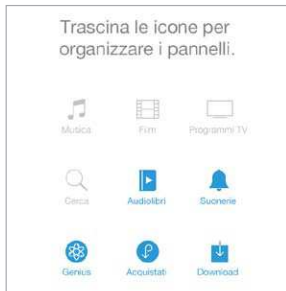 Trascina le icone per
organizzare i pannelli.
Musica Film Programmi TV
Cerca Audiolibri Suonerie
Genius Acquistati Download